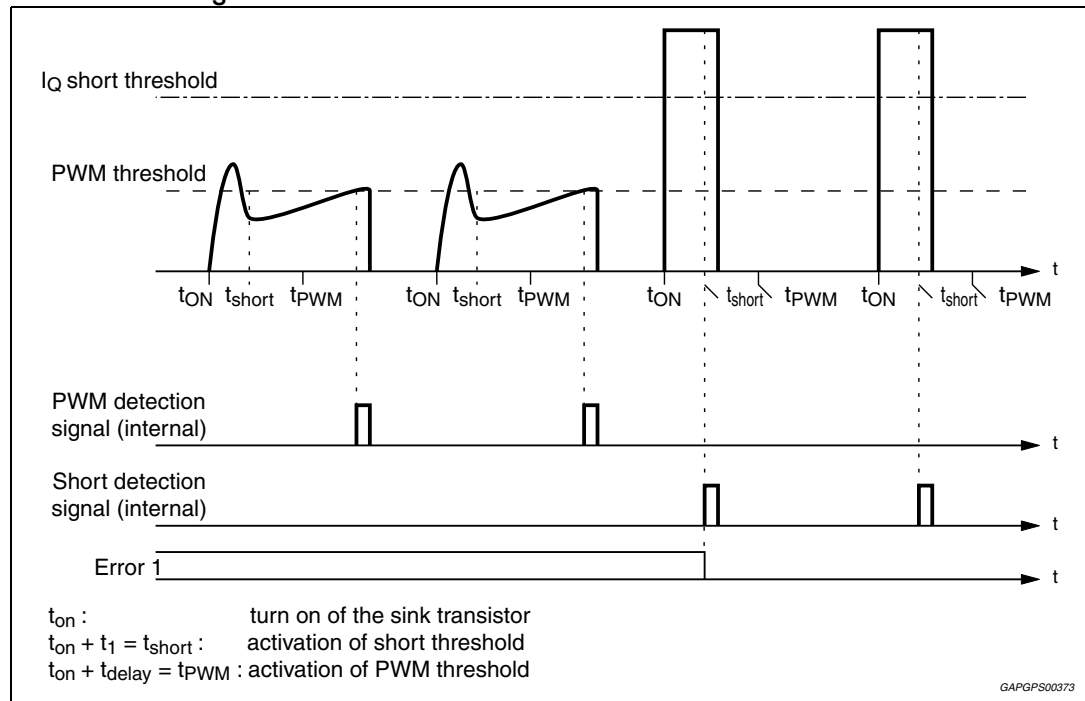 I_Q short threshold
PWM threshold
t
t_ON t_short t_PWM t_ON t_short t_PWM t_ON t_short t_PWM t_ON t_short t_PWM
PWM detection
signal (internal)
t
Short detection
signal (internal)
t
Error 1
t
t_on : turn on of the sink transistor
t_on + t_1 = t_short : activation of short threshold
t_on + t_delay = t_PWM : activation of PWM threshold
GAPGPS00373